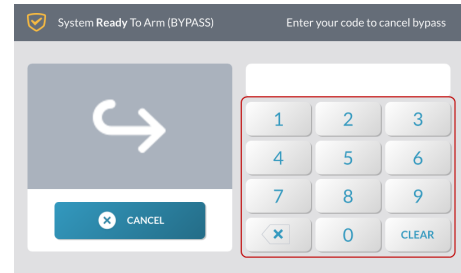 System Ready To Arm (BYPASS) Enter your code to cancel bypass
1 2 3
4 5 6
7 8 9
CANCEL
0 CLEAR